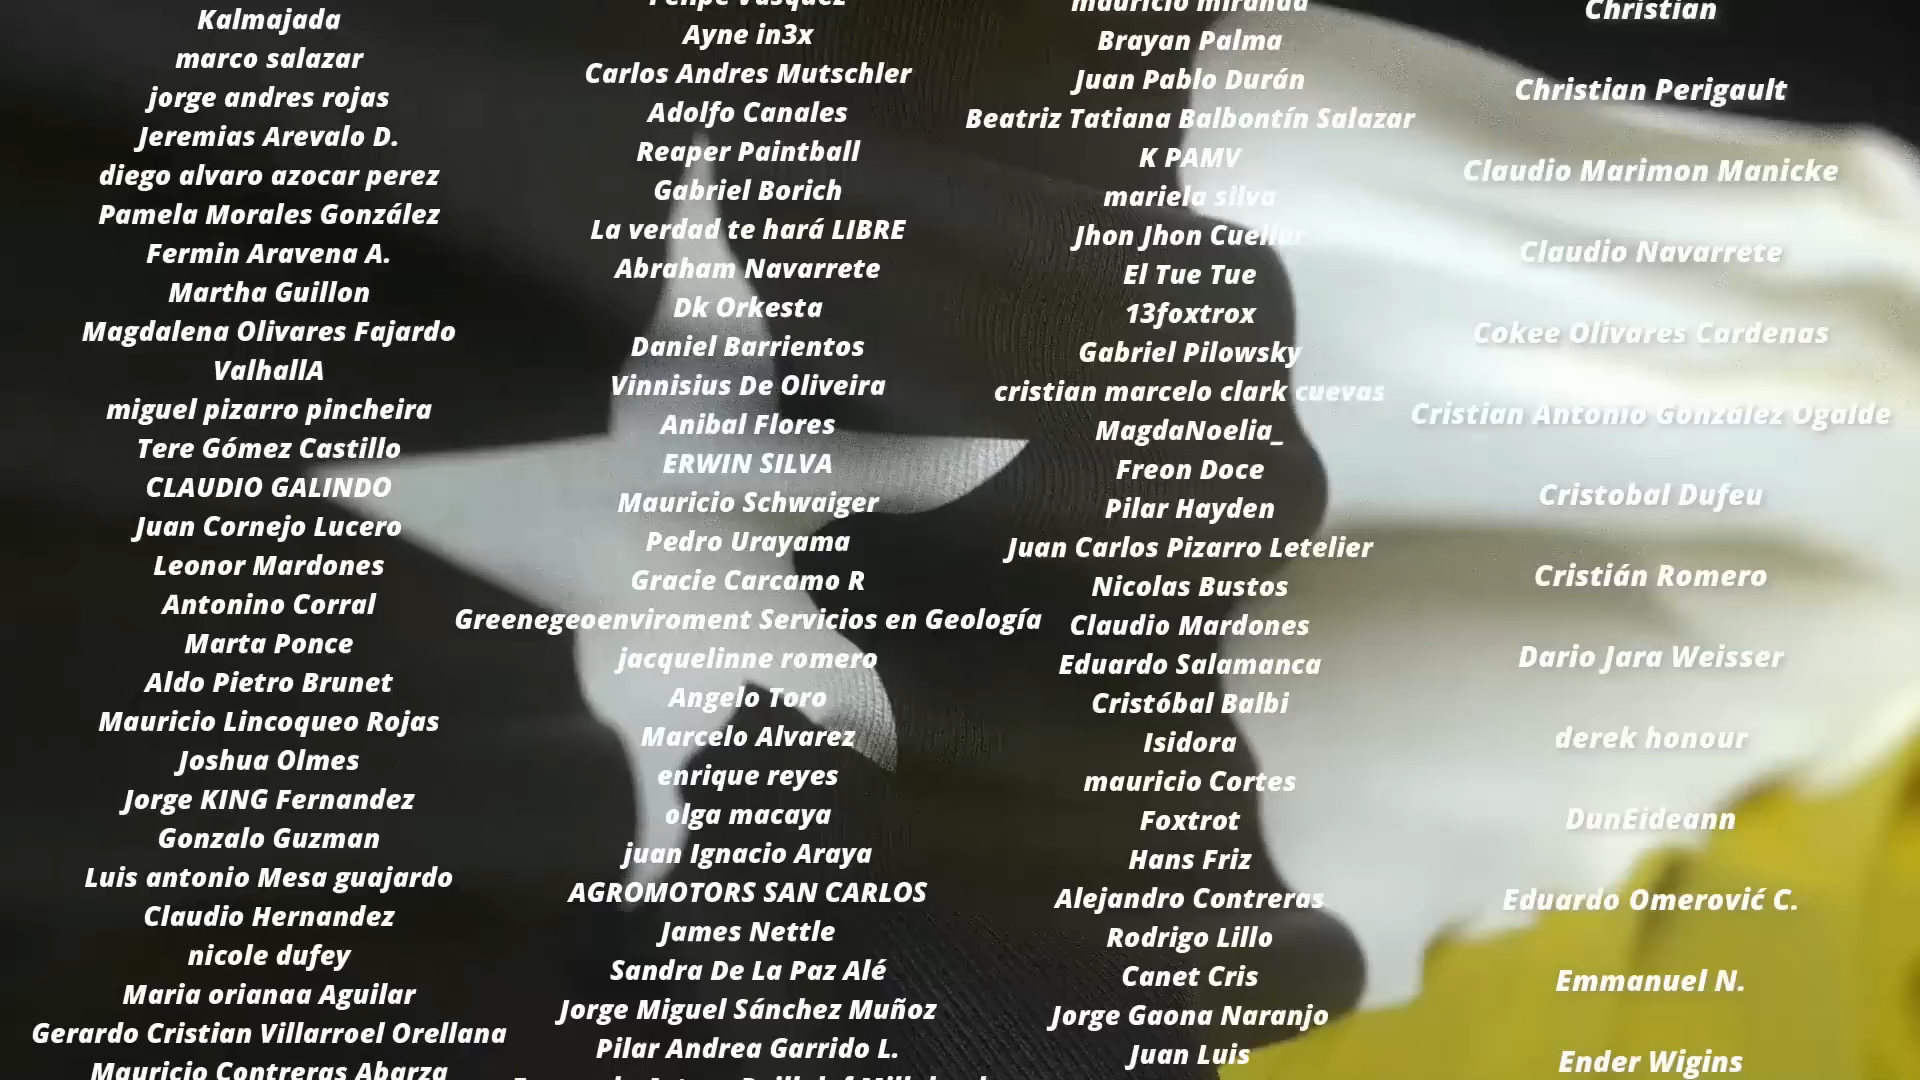 Kalmajada
marco salazar
jorge andres rojas
Jeremias Arevalo D.
diego alvaro azocar perez
Pamela Morales González
Fermin Aravena A.
Martha Guillon
Magdalena Olivares Fajardo
ValhallA
miguel pizarro pincheira
Tere Gómez Castillo
CLAUDIO GALINDO
Juan Cornejo Lucero
Leonor Mardones
Antonino Corral
Marta Ponce
Aldo Pietro Brunet
Mauricio Lincoqueo Rojas
Joshua Olmes
Jorge KING Fernandez
Gonzalo Guzman
Luis antonio Mesa guajardo
Claudio Hernandez
nicole dufey
Maria orianaa Aguilar
Gerardo Cristian Villarroel Orellana
Mauricio Contreras Abarza
Felipe Vasquez
Ayne in3x
Carlos Andres Mutschler
Adolfo Canales
Reaper Paintball
Gabriel Borich
La verdad te hará LIBRE
Abraham Navarrete
Dk Orkesta
Daniel Barrientos
Vinnisius De Oliveira
Anibal Flores
ERWIN SILVA
Mauricio Schwaiger
Pedro Urayama
Gracie Carcamo R
Greenegeoenviroment Servicios en Geología
jacquelinne romero
Angelo Toro
Marcelo Alvarez
enrique reyes
olga macaya
juan Ignacio Araya
AGROMOTORS SAN CARLOS
James Nettle
Sandra De La Paz Alé
Jorge Miguel Sánchez Muñoz
Pilar Andrea Garrido L.
mauricio miranda
Brayan Palma
Juan Pablo Durán
Beatriz Tatiana Balbontín Salazar
K PAMV
mariela silva
Jhon Jhon Cuellar
El Tue Tue
13foxtrox
Gabriel Pilowsky
cristian marcelo clark cuevas
MagdaNoelia_
Freon Doce
Pilar Hayden
Juan Carlos Pizarro Letelier
Nicolas Bustos
Claudio Mardones
Eduardo Salamanca
Cristóbal Balbi
Isidora
mauricio Cortes
Foxtrot
Hans Friz
Alejandro Contreras
Rodrigo Lillo
Canet Cris
Jorge Gaona Naranjo
Juan Luis
Christian
Christian Perigault
Claudio Marimon Manicke
Claudio Navarrete
Cokee Olivares Cardenas
Cristian Antonio González Ogalde
Cristobal Dufeu
Cristián Romero
Dario Jara Weisser
derek honour
DunEideann
Eduardo Omerović C.
Emmanuel N.
Ender Wigins